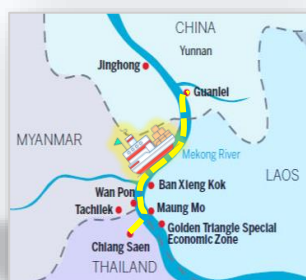 CHINA
Yunnan
Jinghong
Guanlei
MYANMAR
Mekong River
LAOS
Ban Xieng Kok
Wan Pon
Tachilek
Maung Mo
Golden Triangle Special
Economic Zone
Chiang Saen
THAILAND